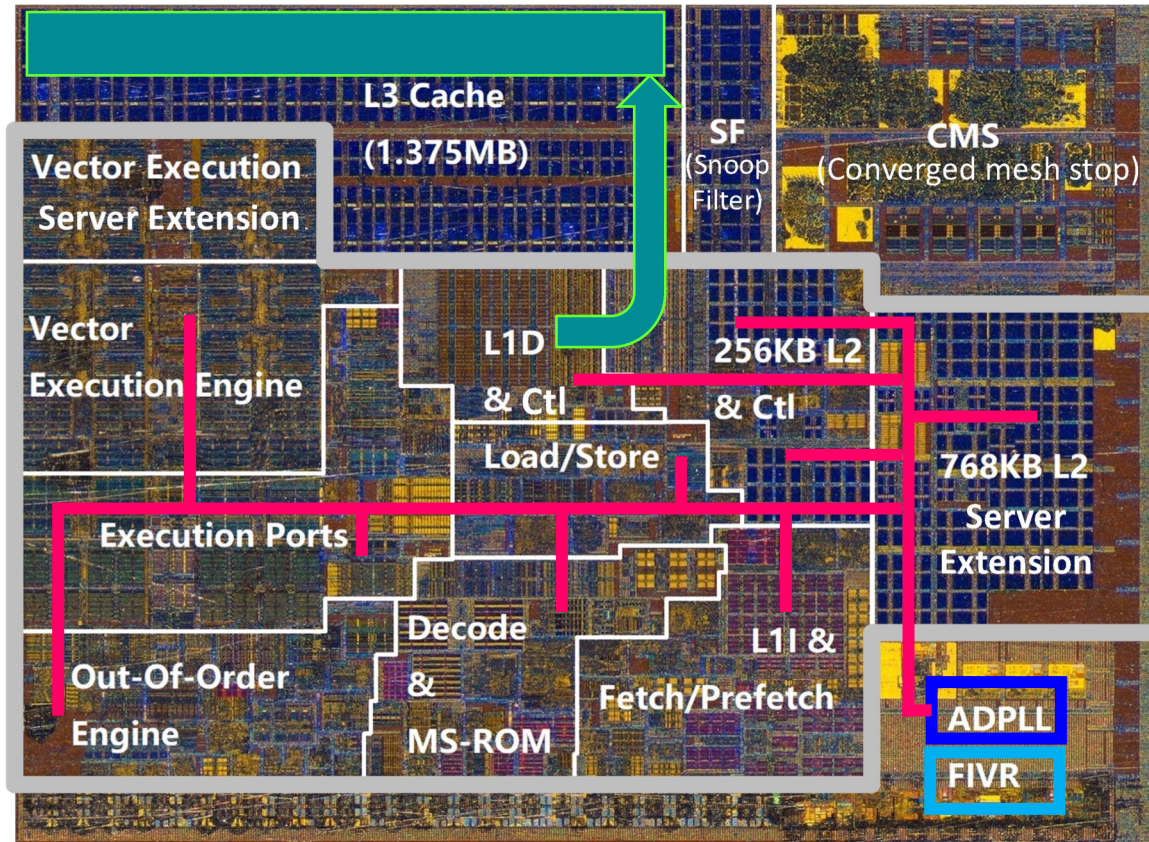 L3 Cache
(1.375MB)
SF
(Snoop
Filter)
CMS
(Converged mesh stop)
Vector Execution
Server Extension
Vector
Execution Engine
L1D
& Ctl
256KB L2
& Ctl
Load/Store
768KB L2
Server
Extension
Execution Ports
Decode
&
MS-ROM
L1I &
Fetch/Prefetch
Out-Of-Order
Engine
ADPLL
FIVR